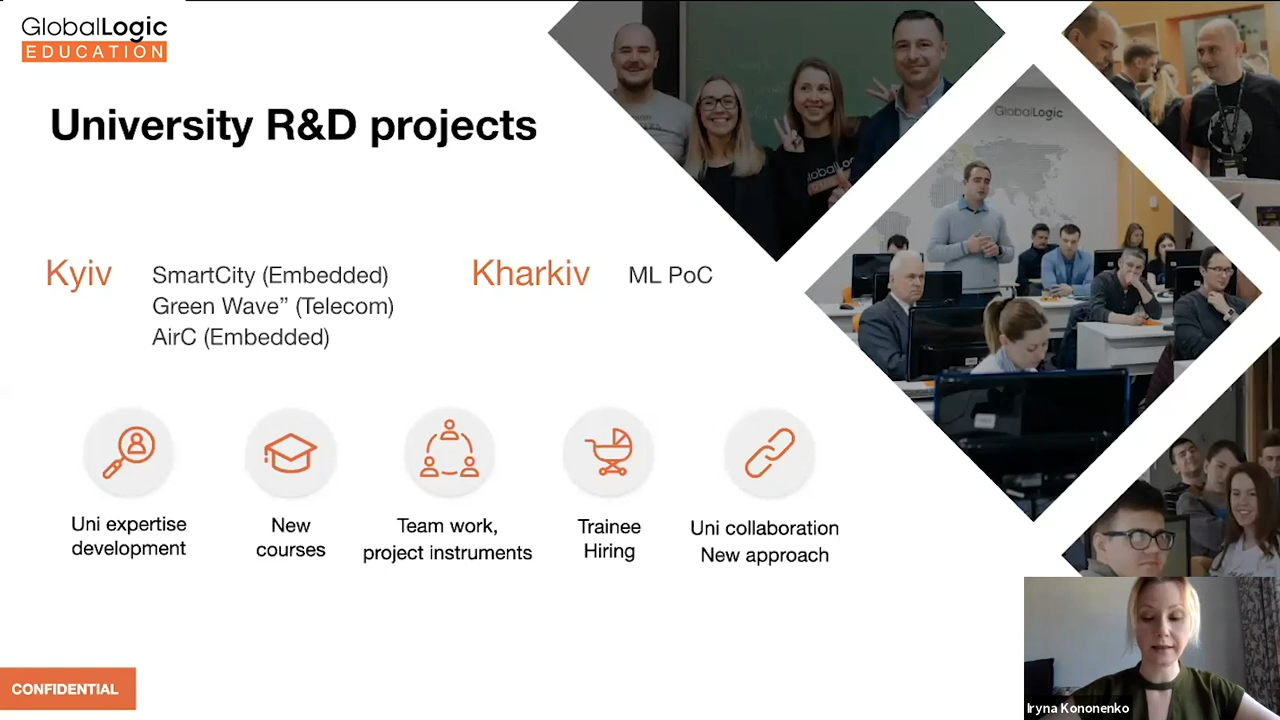 GlobalLogic
EDUCATION
University R&D projects
Kyiv
SmartCity (Embedded)
Green Wave” (Telecom)
AirC (Embedded)
Kharkiv
ML PoC
Uni expertise
development
New
courses
Team work,
project instruments
Trainee
Hiring
Uni collaboration
New approach
CONFIDENTIAL
GlobalLogic
Iryna Kononenko